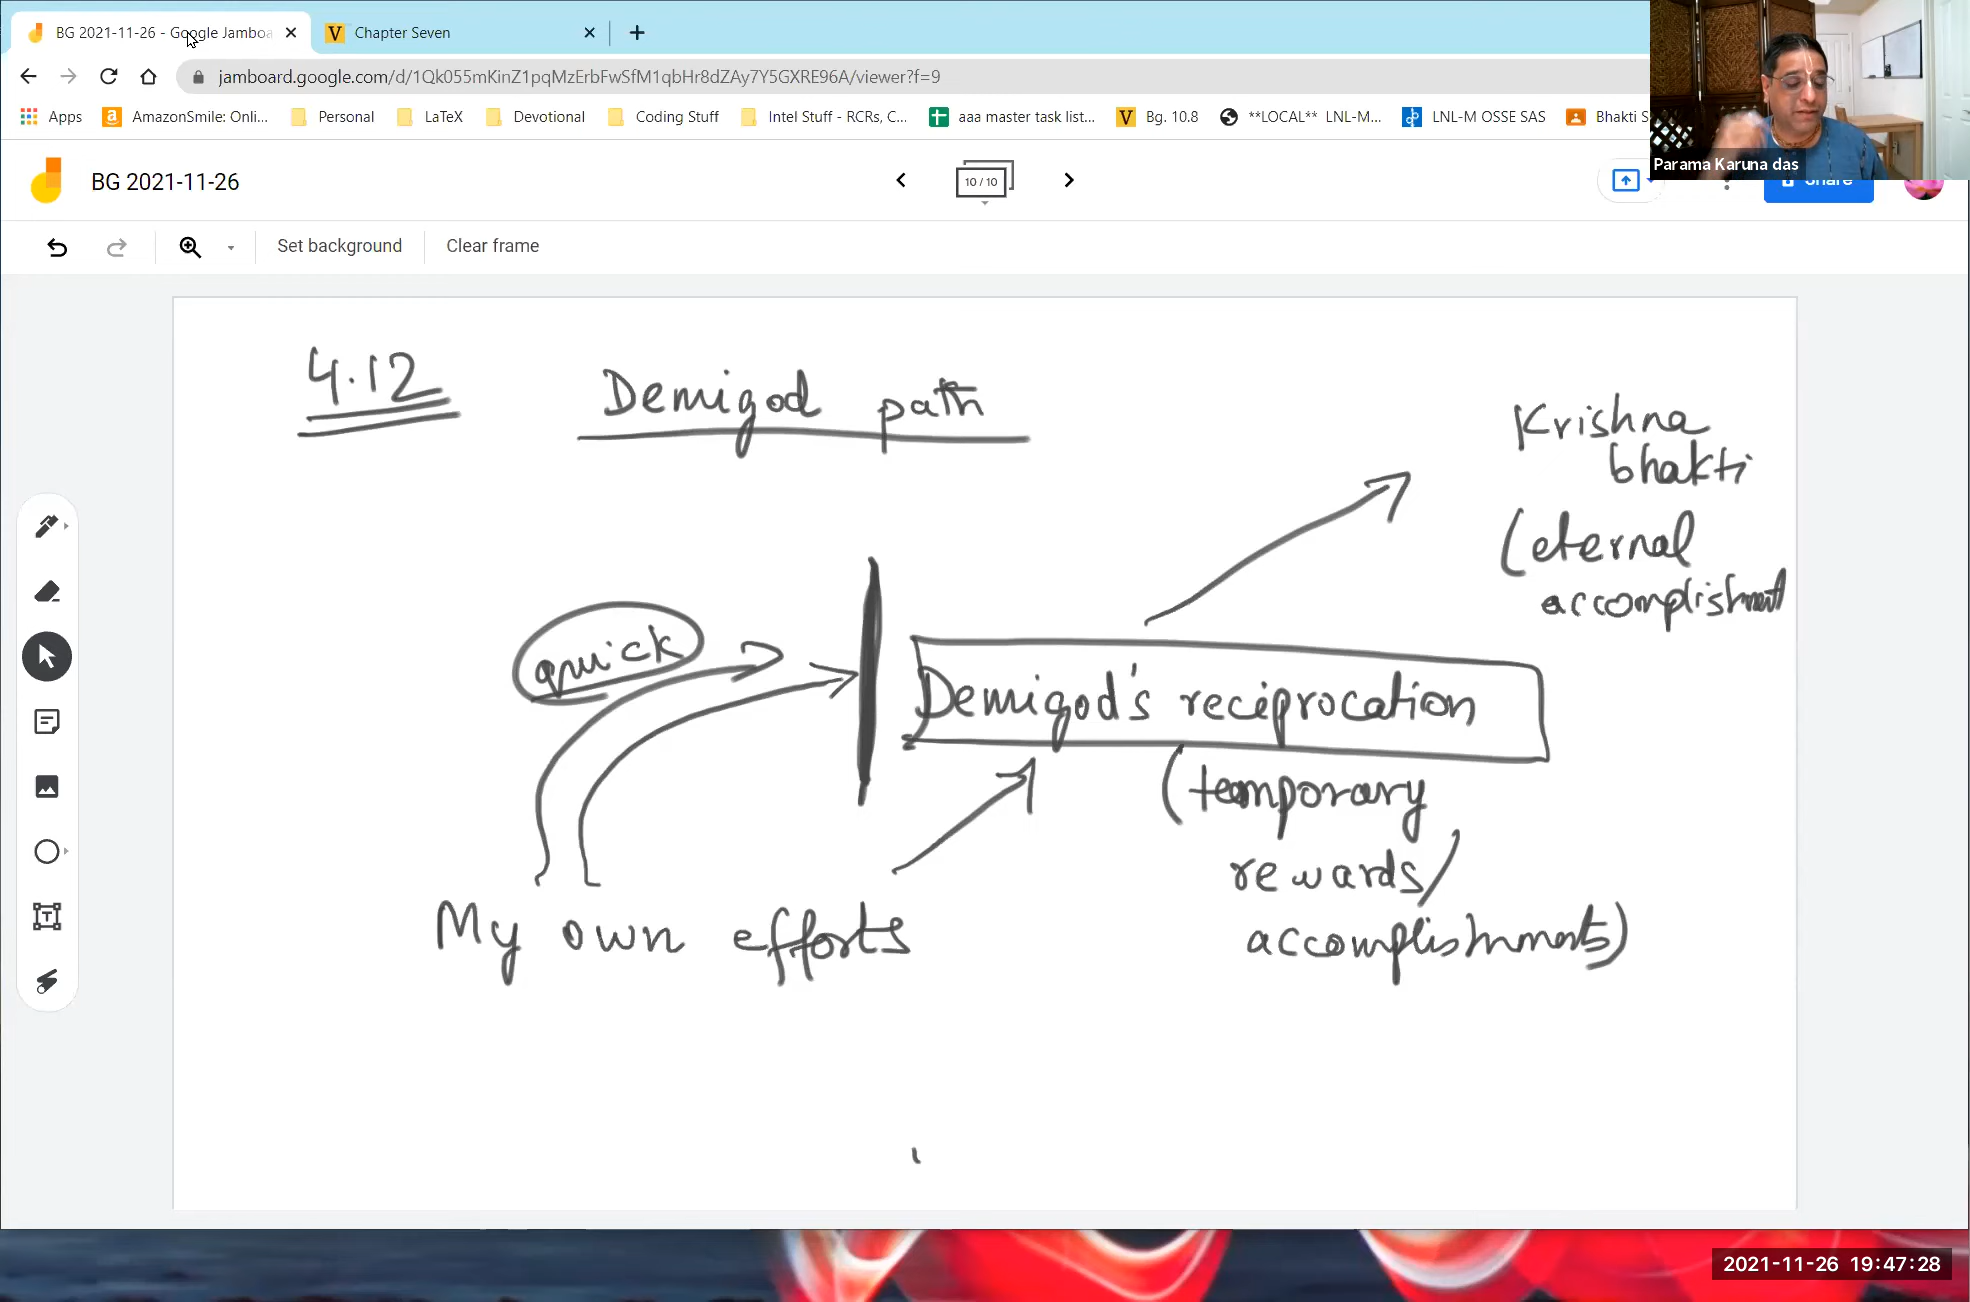 BG 2021-11-26 - Google Jamboa
Chapter Seven
jamboard.google.com/d/1Qk055mKinZ1pqMzErbFwSfM1qbHr8dZAy7Y5GXRE96A/viewer?f=9
Apps AmazonSmile: Onli... Personal LaTeX Devotional Coding Stuff Intel Stuff - RCRs, C... aaa master task list... Bg. 10.8 **LOCAL** LNL-M... LNL-M OSSE SAS Bhakti S
Parama Karuna das
BG 2021-11-26
10 / 10
Share
Set background Clear frame
4.12 Demigod path
Krishna
bhakti
(eternal
accomplishment
quick
Demigod's reciprocation
(temporary
rewards/
accomplishments)
My own efforts
2021-11-26 19:47:28